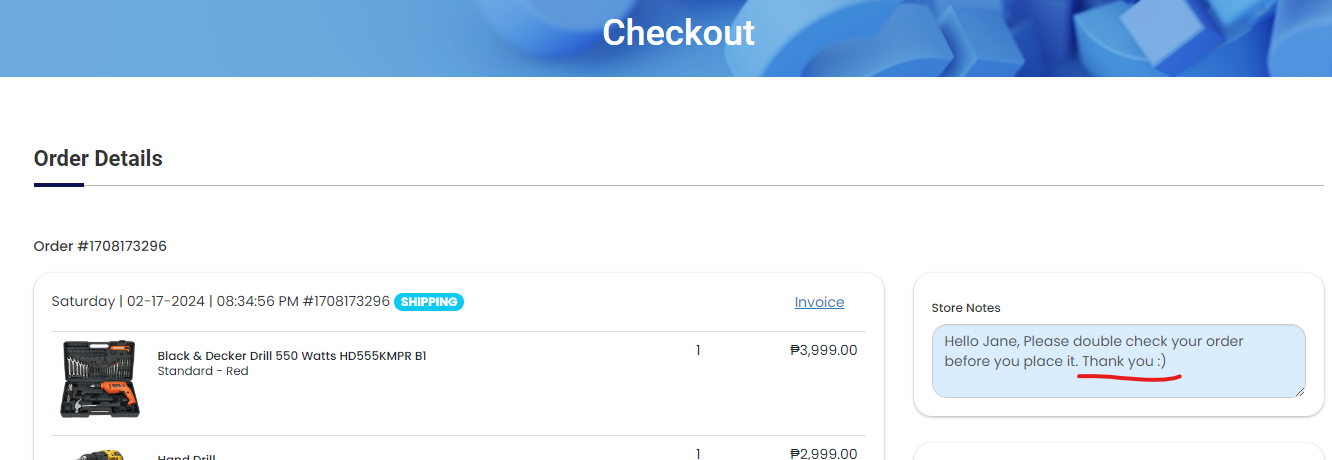 Checkout
Order Details
Order #1708173296
Saturday | 02-17-2024 | 08:34:56 PM #1708173296 SHIPPING
Invoice
Black & Decker Drill 550 Watts HD555KMPR B1
Standard - Red
1
₱3,999.00
Hand Drill
1
₱2,999.00
Store Notes
Hello Jane, Please double check your order
before you place it. Thank you :)